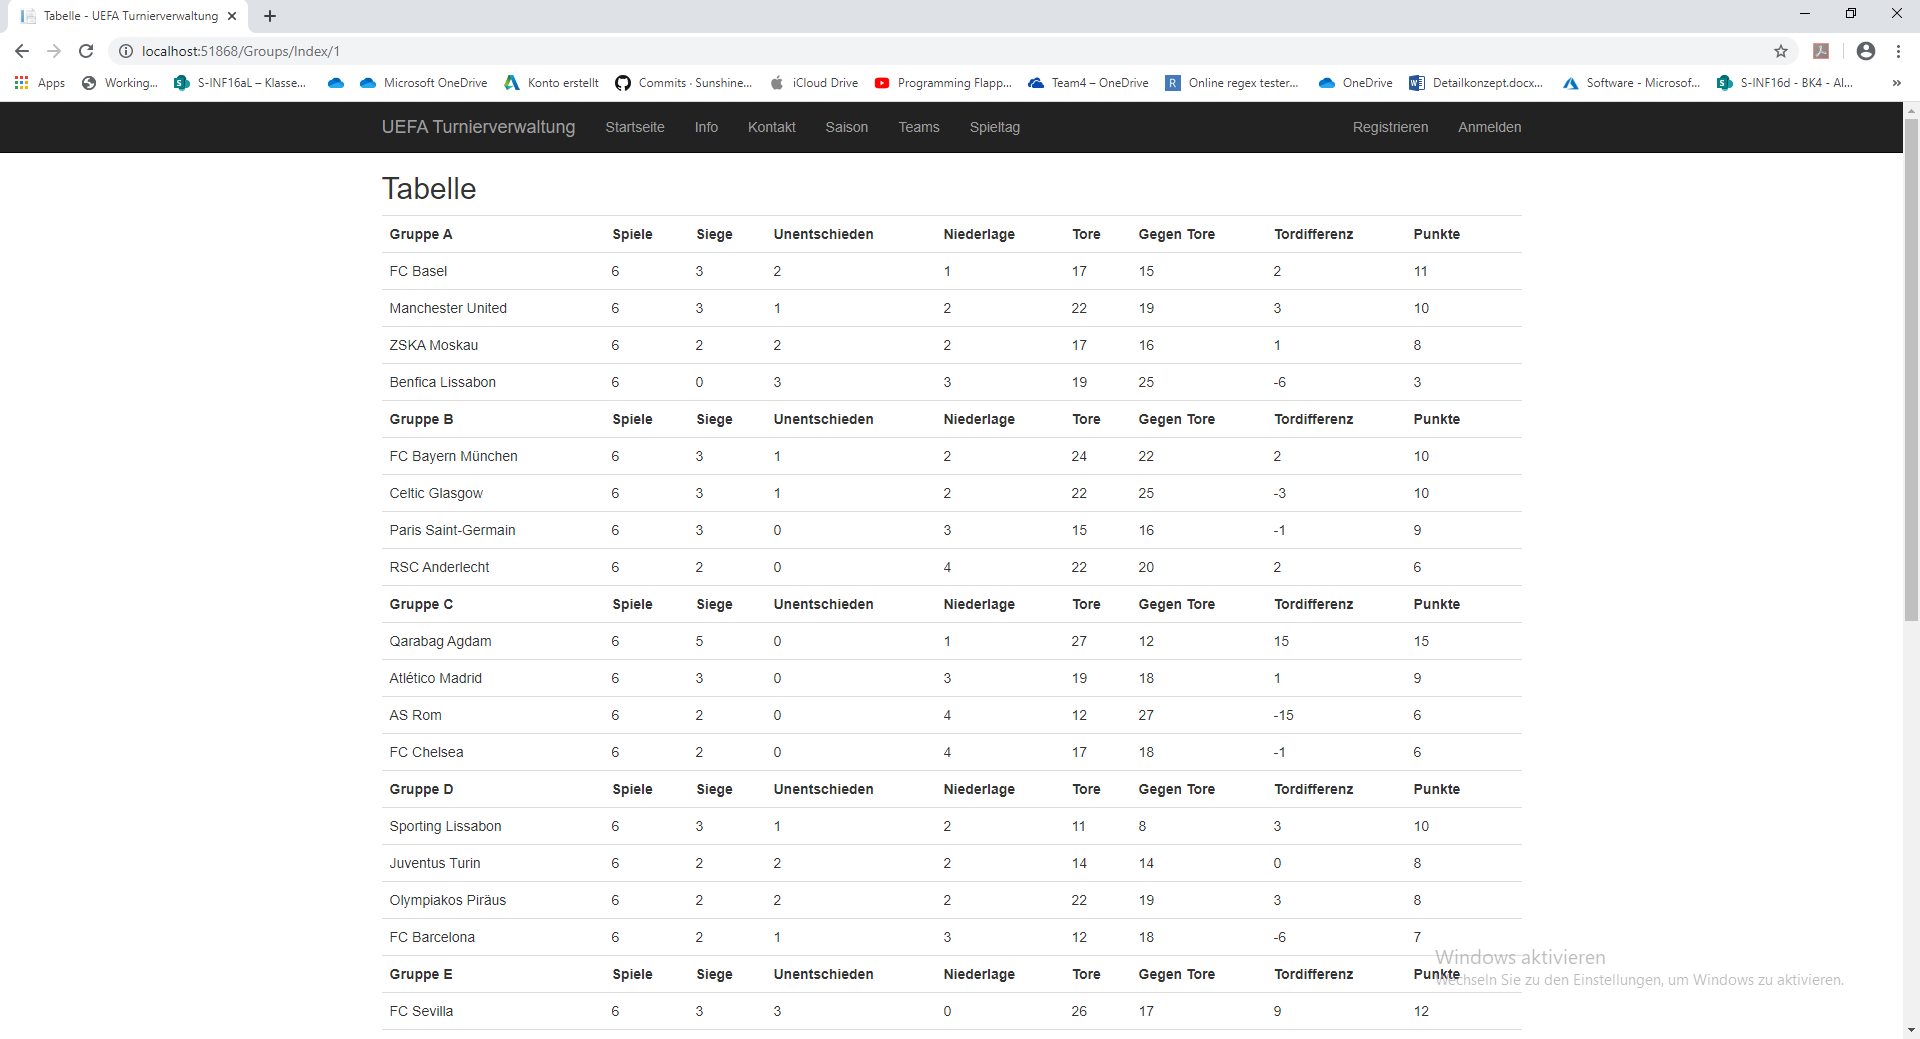 Tabelle - UEFA Turnierverwaltung
localhost:51868/Groups/Index/1
Apps Working... S-INF16aL – Klasse... Microsoft OneDrive Konto erstellt Commits · Sunshine... iCloud Drive Programming Flapp... Team4 – OneDrive R Online regex tester... OneDrive Detailkonzept.docx... Software - Microsof... S-INF16d - BK4 - Al... »
UEFA Turnierverwaltung Startseite Info Kontakt Saison Teams Spieltag Registrieren Anmelden
Tabelle
Gruppe A Spiele Siege Unentschieden Niederlage Tore Gegen Tore Tordifferenz Punkte
FC Basel 6 3 2 1 17 15 2 11
Manchester United 6 3 1 2 22 19 3 10
ZSKA Moskau 6 2 2 2 17 16 1 8
Benfica Lissabon 6 0 3 3 19 25 -6 3
Gruppe B Spiele Siege Unentschieden Niederlage Tore Gegen Tore Tordifferenz Punkte
FC Bayern München 6 3 1 2 24 22 2 10
Celtic Glasgow 6 3 1 2 22 25 -3 10
Paris Saint-Germain 6 3 0 3 15 16 -1 9
RSC Anderlecht 6 2 0 4 22 20 2 6
Gruppe C Spiele Siege Unentschieden Niederlage Tore Gegen Tore Tordifferenz Punkte
Qarabag Agdam 6 5 0 1 27 12 15 15
Atlético Madrid 6 3 0 3 19 18 1 9
AS Rom 6 2 0 4 12 27 -15 6
FC Chelsea 6 2 0 4 17 18 -1 6
Gruppe D Spiele Siege Unentschieden Niederlage Tore Gegen Tore Tordifferenz Punkte
Sporting Lissabon 6 3 1 2 11 8 3 10
Juventus Turin 6 2 2 2 14 14 0 8
Olympiakos Piräus 6 2 2 2 22 19 3 8
FC Barcelona 6 2 1 3 12 18 -6 7
Windows aktivieren
Gruppe E Spiele Siege Unentschieden Niederlage Tore Gegen Tore Tordifferenz Punkte
Wechseln Sie zu den Einstellungen, um Windows zu aktivieren.
FC Sevilla 6 3 3 0 26 17 9 12